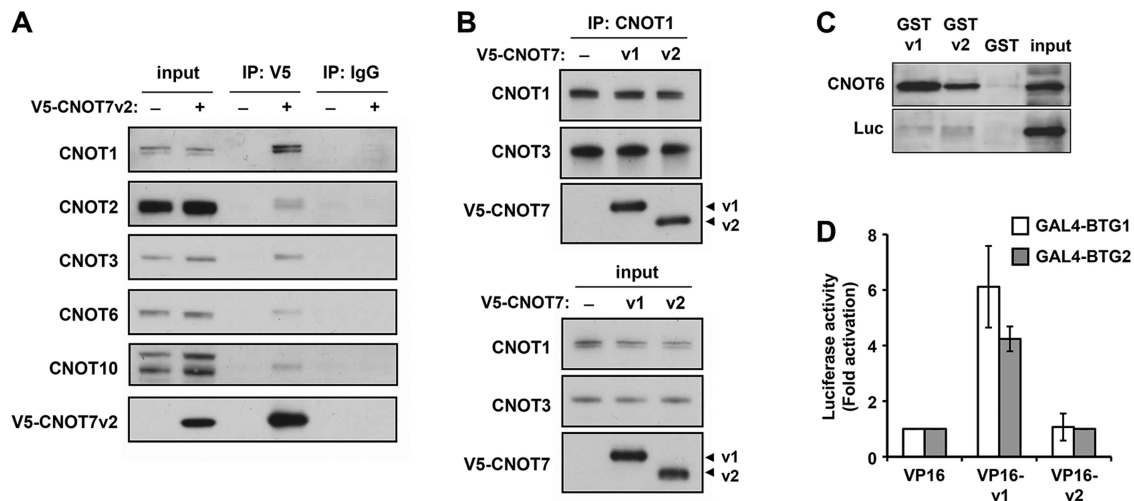 A
input IP: V5 IP: IgG
V5-CNOT7v2: – + – + – +
CNOT1
CNOT2
CNOT3
CNOT6
CNOT10
V5-CNOT7v2
B
IP: CNOT1
V5-CNOT7: – v1 v2
CNOT1
CNOT3
V5-CNOT7
v1
v2
input
V5-CNOT7: – v1 v2
CNOT1
CNOT3
V5-CNOT7
v1
v2
C
GST GST
v1 v2 GST input
CNOT6
Luc
D
GAL4-BTG1
GAL4-BTG2
Luciferase activity
(Fold activation)
8
6
4
2
0
VP16 VP16- VP16-
v1 v2